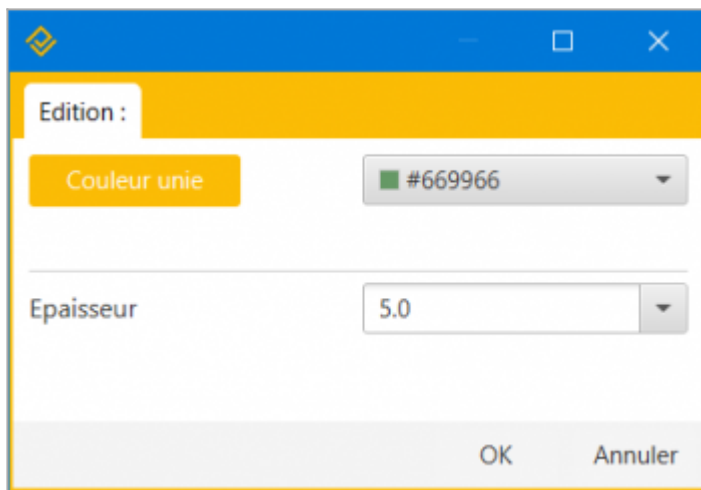 Edition :
Couleur unie
#669966
Epaisseur
5.0
OK
Annuler